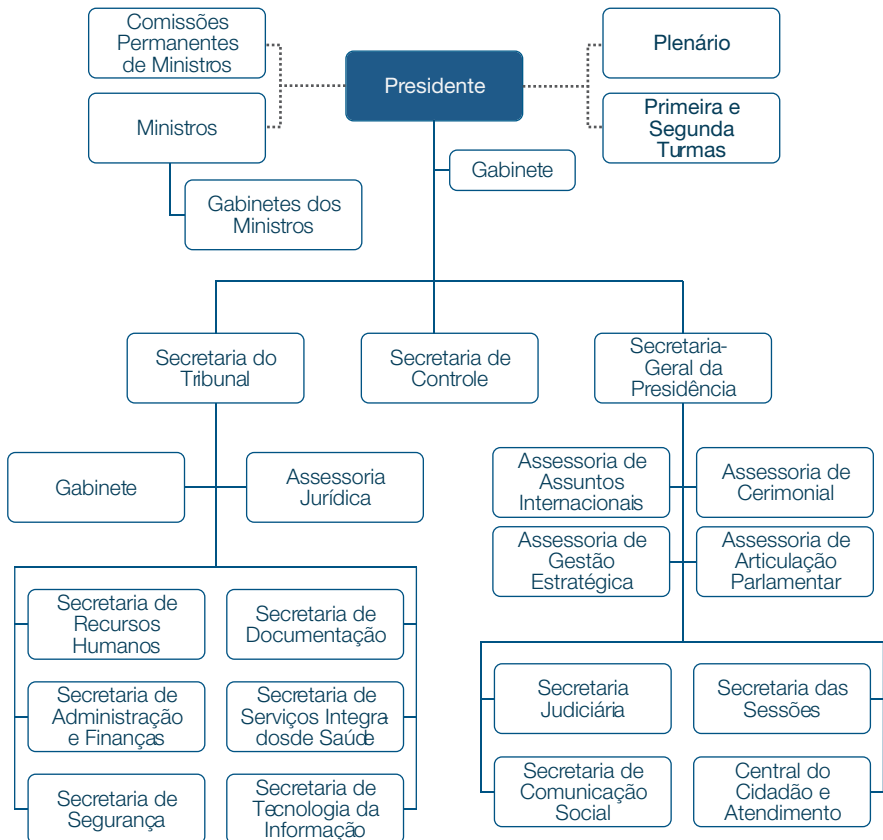 Comissões
Permanentes
de Ministros
Presidente
Plenário
Ministros
Primeira e
Segunda
Turmas
Gabinete
Gabinetes dos
Ministros
Secretaria do
Tribunal
Secretaria de
Controle
Secretaria-
Geral da
Presidência
Gabinete
Assessoria
Jurídica
Assessoria de
Assuntos
Internacionais
Assessoria de
Cerimonial
Assessoria de
Gestão
Estratégica
Assessoria de
Articulação
Parlamentar
Secretaria de
Recursos
Humanos
Secretaria de
Documentação
Secretaria de
Administração
e Finanças
Secretaria de
Serviços Integra
dosde Saúde
Secretaria de
Segurança
Secretaria de
Tecnologia da
Informação
Secretaria
Judiciária
Secretaria das
Sessões
Secretaria de
Comunicação
Social
Central do
Cidadão e
Atendimento